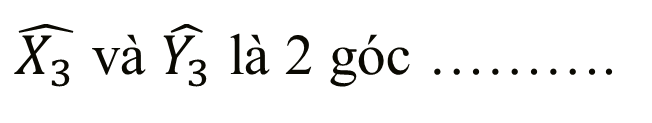 $\widehat{X_3}$ và $\widehat{Y_3}$ là 2 góc ……….